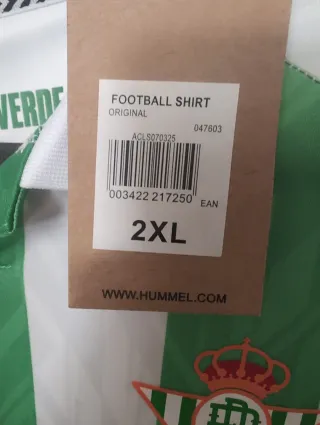 VERDE
FOOTBALL SHIRT
ORIGINAL
047603
ACLS070325
003422 217250
EAN
2XL
WWW.HUMMEL.COM